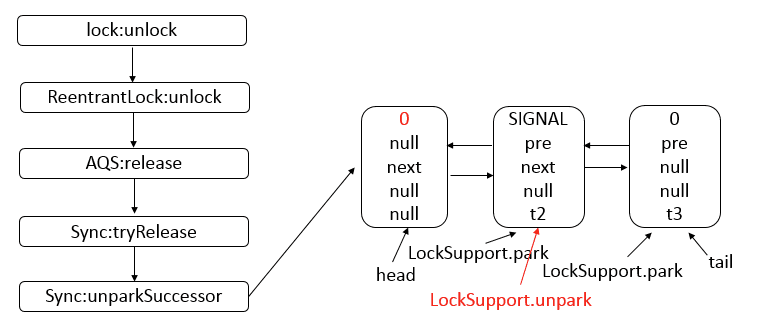 lock:unlock
ReentrantLock:unlock
AQS:release
Sync:tryRelease
Sync:unparkSuccessor
0
null
next
null
null
SIGNAL
pre
next
null
t2
0
pre
null
null
t3
head
LockSupport.park
LockSupport.unpark
LockSupport.park
tail